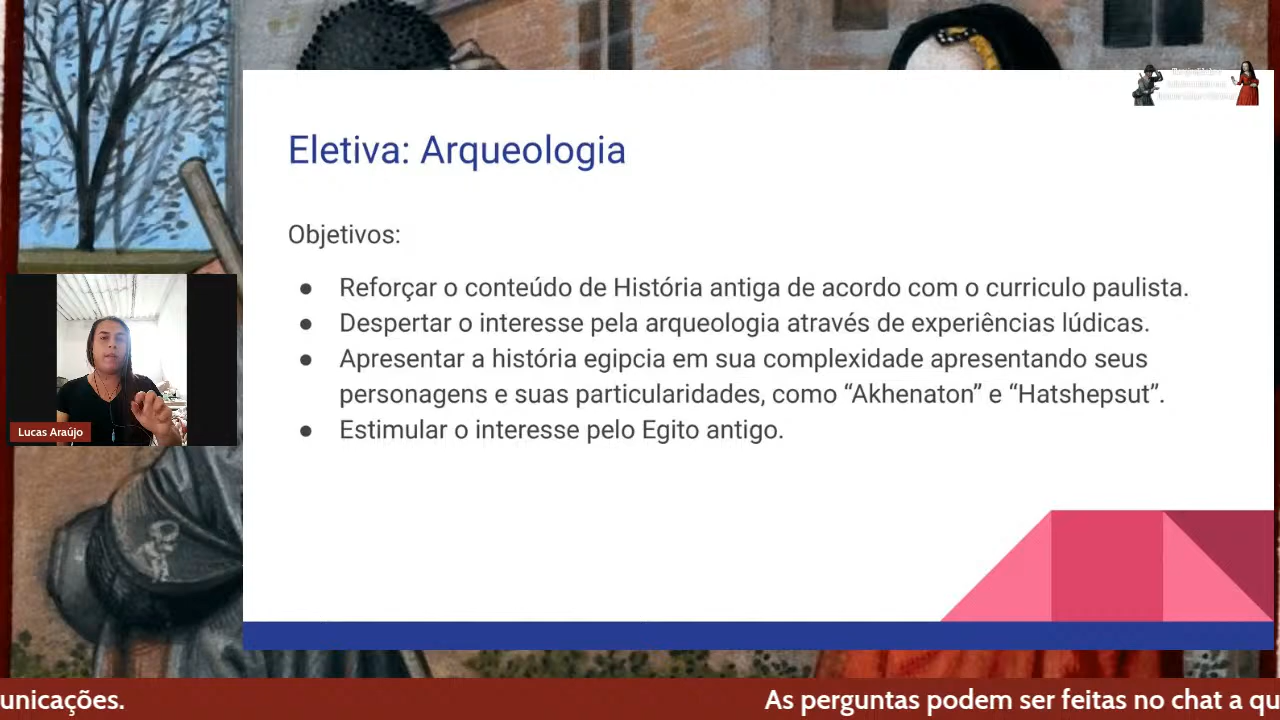 Eletiva: Arqueologia
Objetivos:
● Reforçar o conteúdo de História antiga de acordo com o curriculo paulista.
● Despertar o interesse pela arqueologia através de experiências lúdicas.
● Apresentar a história egipcia em sua complexidade apresentando seus
personagens e suas particularidades, como “Akhenaton” e “Hatshepsut”.
● Estimular o interesse pelo Egito antigo.
Lucas Araújo
unicações.
As perguntas podem ser feitas no chat a qu